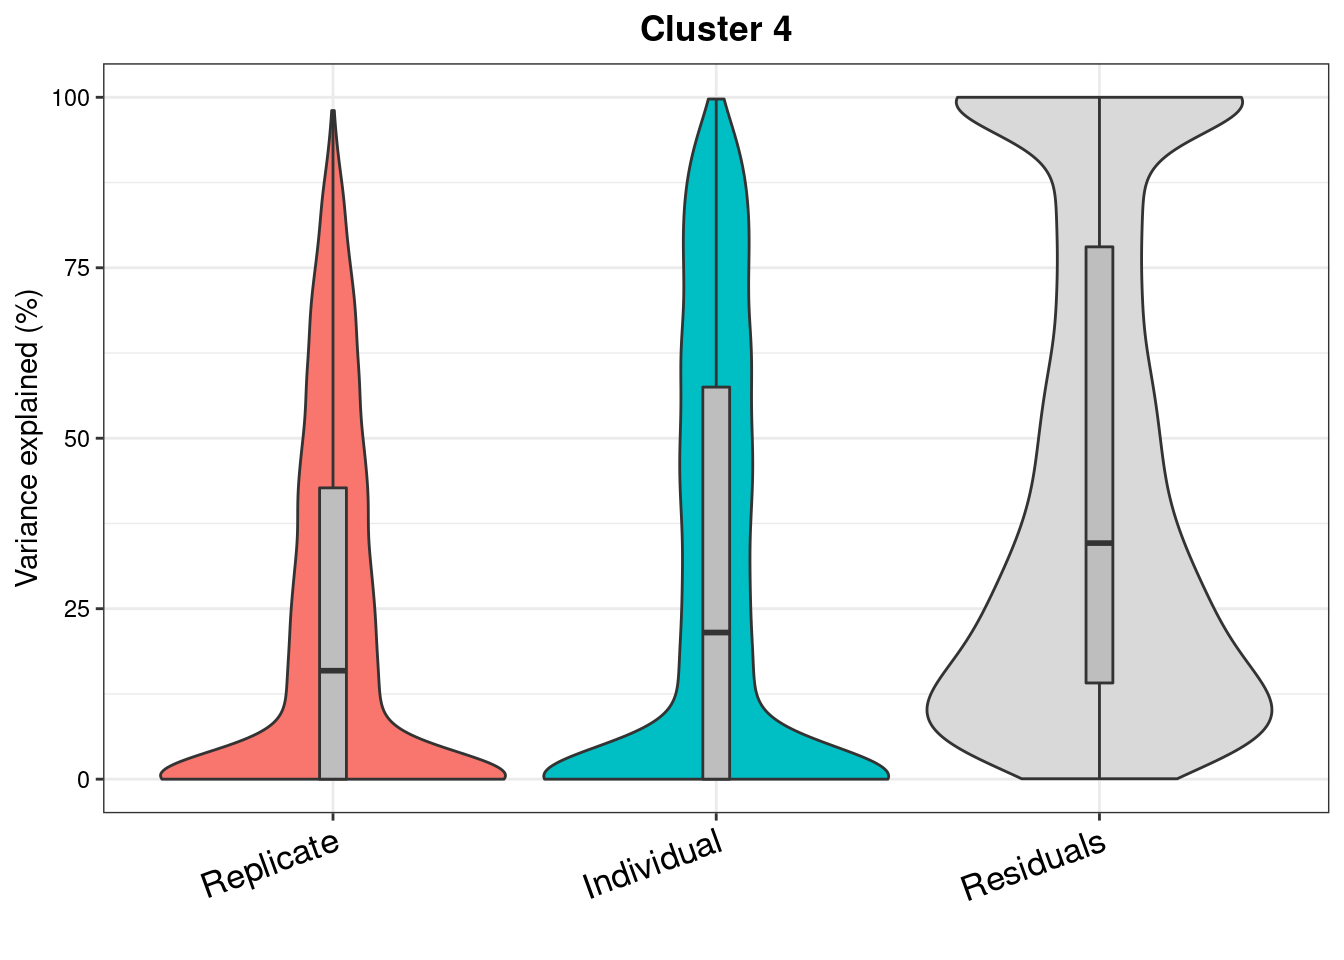 Cluster 4
Variance explained (%)
100
75
50
25
0
Replicate
Individual
Residuals